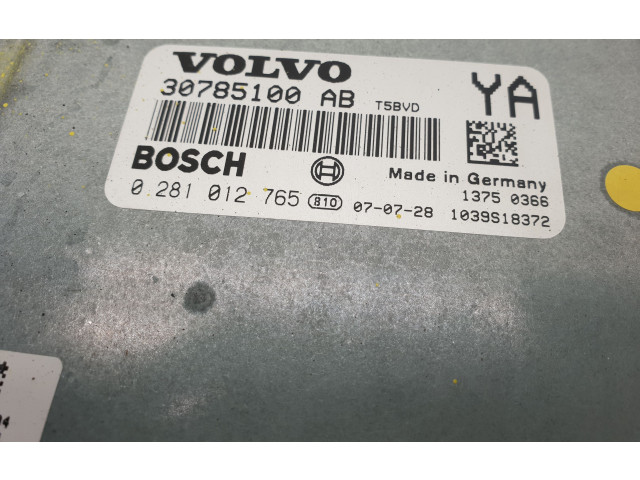 VOLVO
30785100 AB T5BVD YA
BOSCH
Made in Germany
1375 0366
0 281 012 765 810 07-07-28 1039S18372